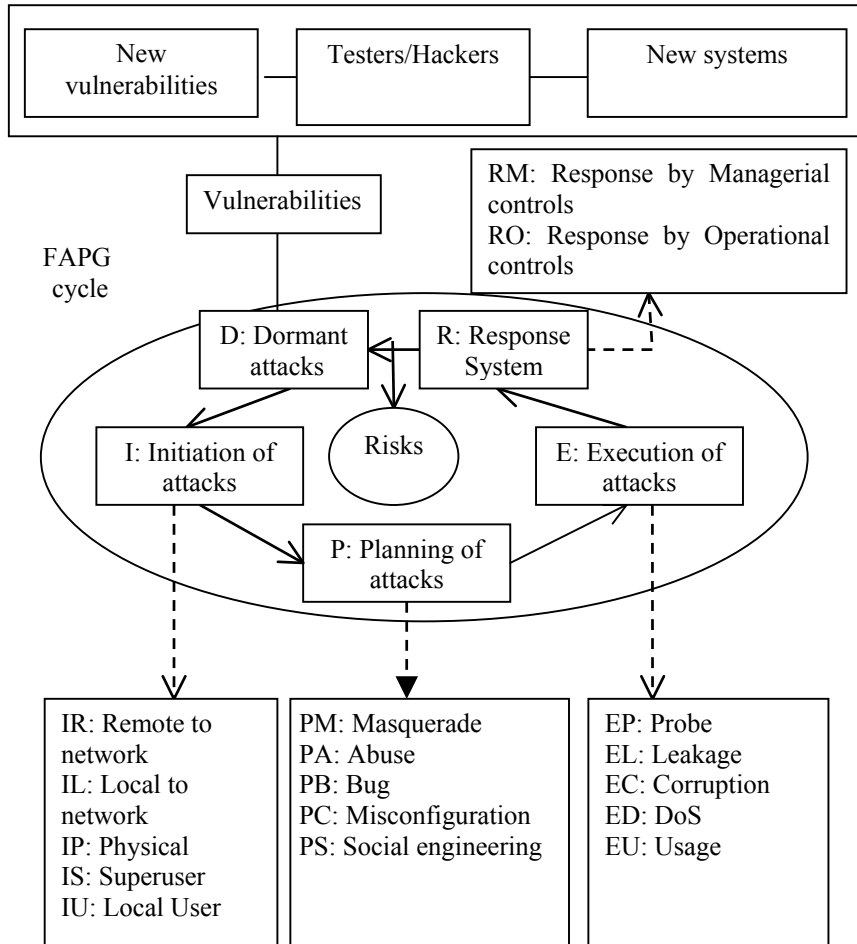 New
vulnerabilities
Testers/Hackers
New systems
Vulnerabilities
RM: Response by Managerial
controls
RO: Response by Operational
controls
FAPG
cycle
D: Dormant
attacks
R: Response
System
I: Initiation of
attacks
Risks
E: Execution of
attacks
P: Planning of
attacks
IR: Remote to
network
IL: Local to
network
IP: Physical
IS: Superuser
IU: Local User
PM: Masquerade
PA: Abuse
PB: Bug
PC: Misconfiguration
PS: Social engineering
EP: Probe
EL: Leakage
EC: Corruption
ED: DoS
EU: Usage